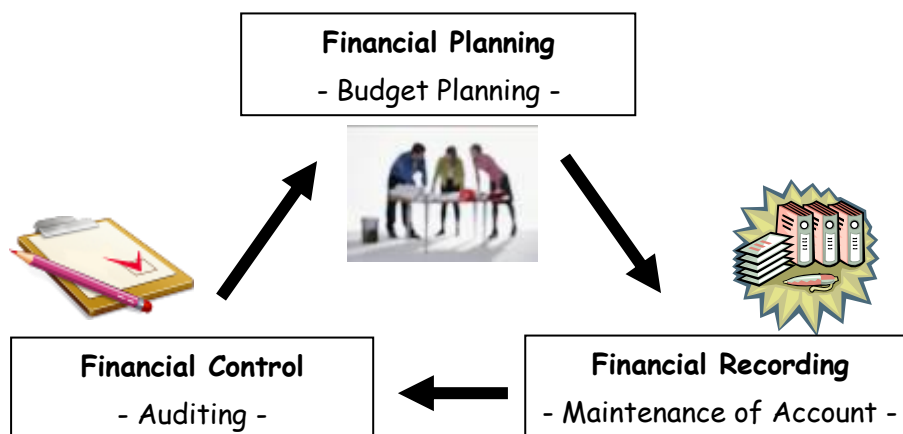 Financial Planning
- Budget Planning -
Financial Control
- Auditing -
Financial Recording
- Maintenance of Account -